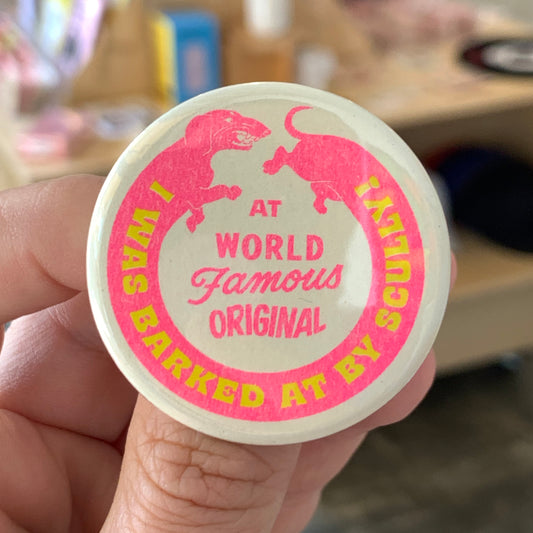 I WAS BARKED AT BY SCULLY!
AT
WORLD
Famous
ORIGINAL